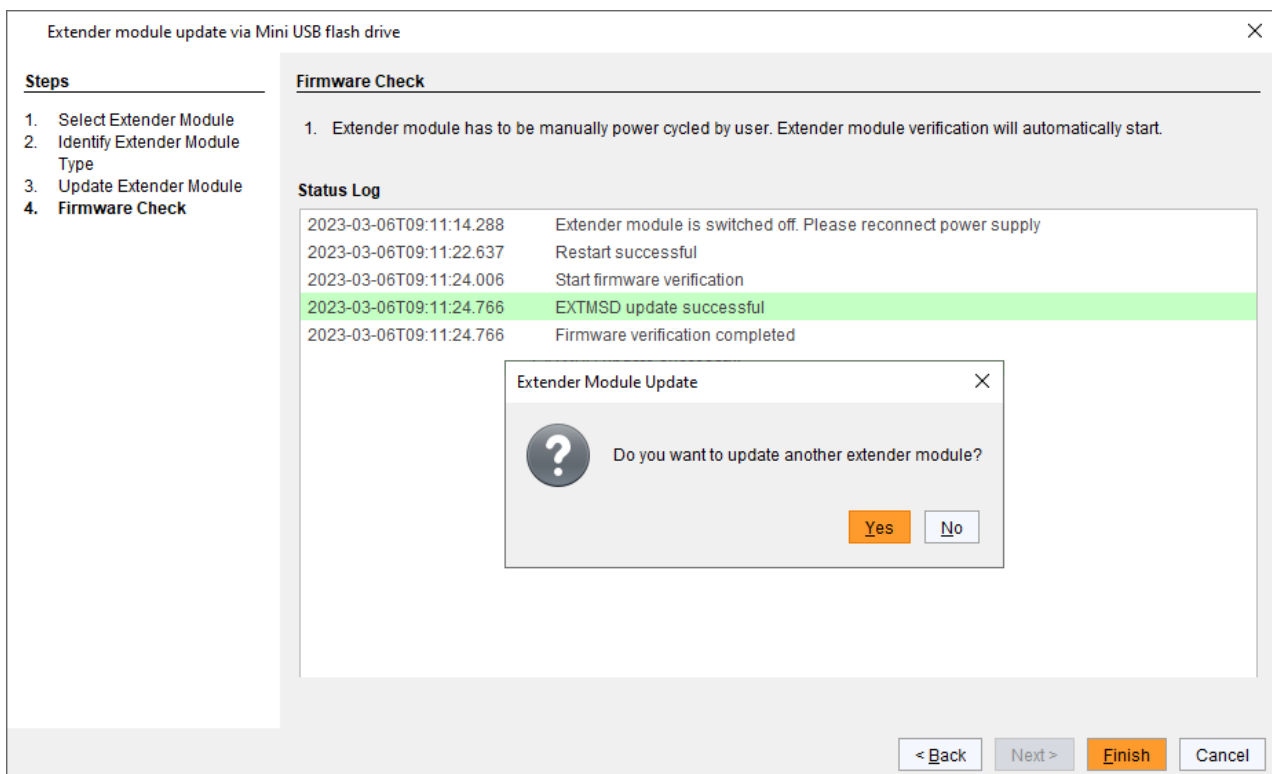 Extender module update via Mini USB flash drive
Steps
1. Select Extender Module
2. Identify Extender Module
Type
3. Update Extender Module
4. Firmware Check
Firmware Check
1. Extender module has to be manually power cycled by user. Extender module verification will automatically start.
Status Log
2023-03-06T09:11:14.288 Extender module is switched off. Please reconnect power supply
2023-03-06T09:11:22.637 Restart successful
2023-03-06T09:11:24.006 Start firmware verification
2023-03-06T09:11:24.766 EXTMSD update successful
2023-03-06T09:11:24.766 Firmware verification completed
Extender Module Update
Do you want to update another extender module?
Yes No
< Back Next > Finish Cancel